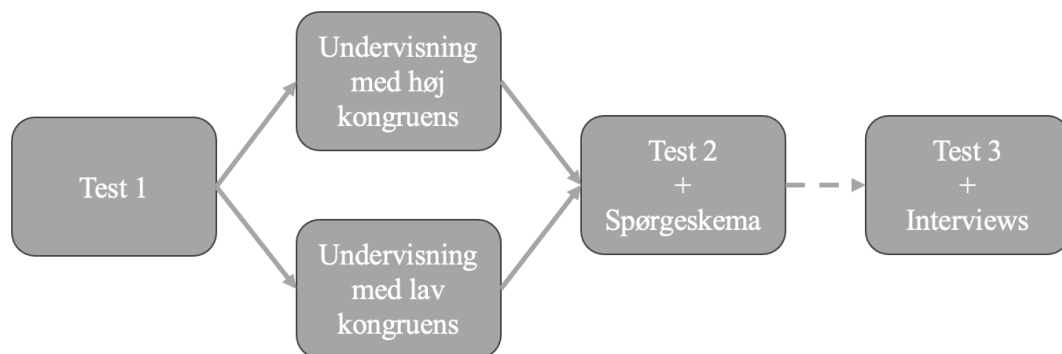 Test 1
Undervisning
med høj
kongruens
Undervisning
med lav
kongruens
Test 2
+
Spørgeskema
Test 3
+
Interviews